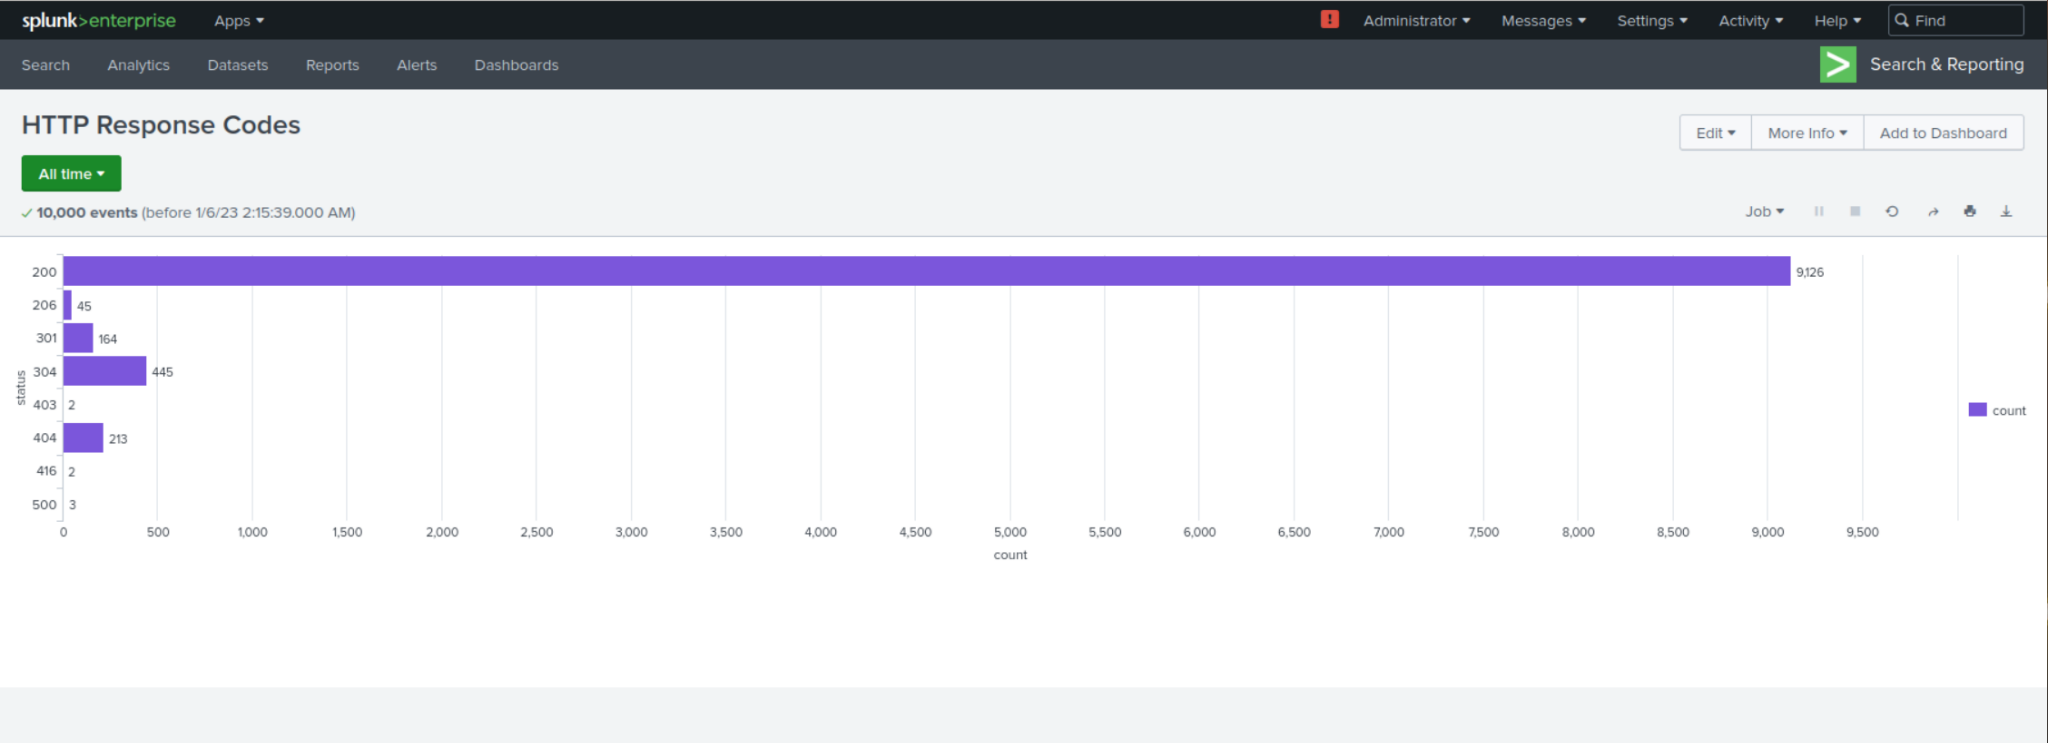 splunk>enterprise Apps Administrator Messages Settings Activity Help Find
Search Analytics Datasets Reports Alerts Dashboards Search & Reporting
HTTP Response Codes
Edit More Info Add to Dashboard
All time
10,000 events (before 1/6/23 2:15:39.000 AM)
Job
200 9,126
206 45
301 164
304 445
status
403 2
count
404 213
416 2
500 3
0 500 1,000 1,500 2,000 2,500 3,000 3,500 4,000 4,500 5,000 5,500 6,000 6,500 7,000 7,500 8,000 8,500 9,000 9,500
count